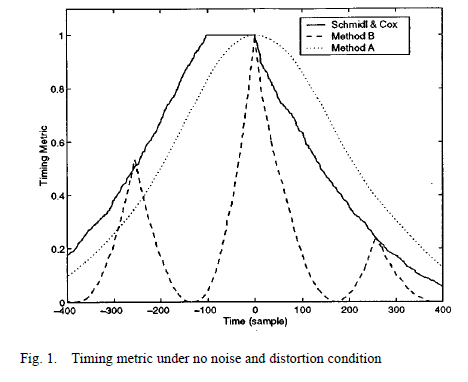 Schmidl & Cox
Method B
Method A
1
0.8
0.6
0.4
0.2
0
Timing Metric
-400 -300 -200 -100 0 100 200 300 400
Time (sample)
Fig. 1. Timing metric under no noise and distortion condition